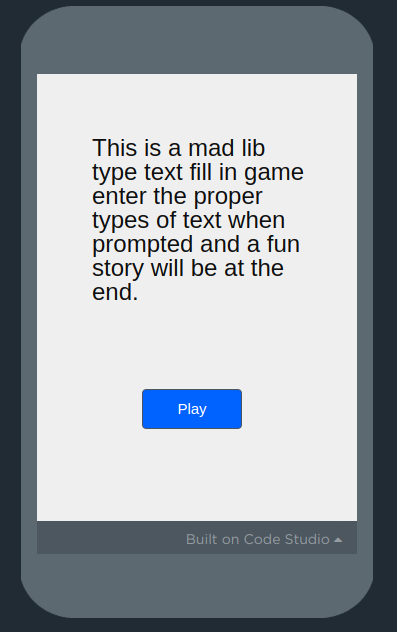 This is a mad lib
type text fill in game
enter the proper
types of text when
prompted and a fun
story will be at the
end.
Play
Built on Code Studio